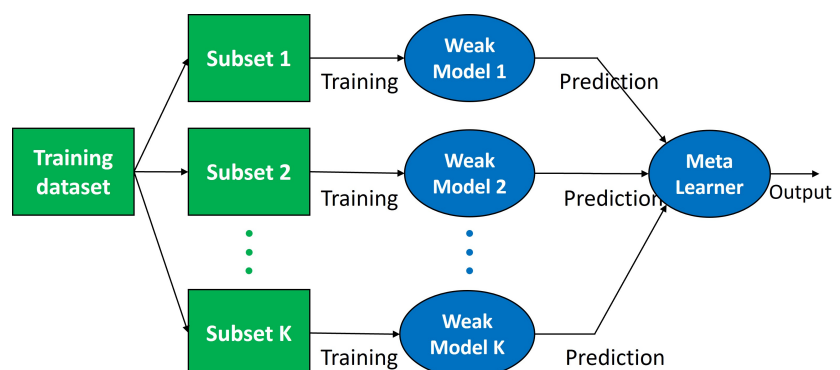 Subset 1
Training
Weak
Model 1
Prediction
Training
dataset
Subset 2
Training
Weak
Model 2
Prediction
Meta
Learner
Output
Subset K
Training
Weak
Model K
Prediction